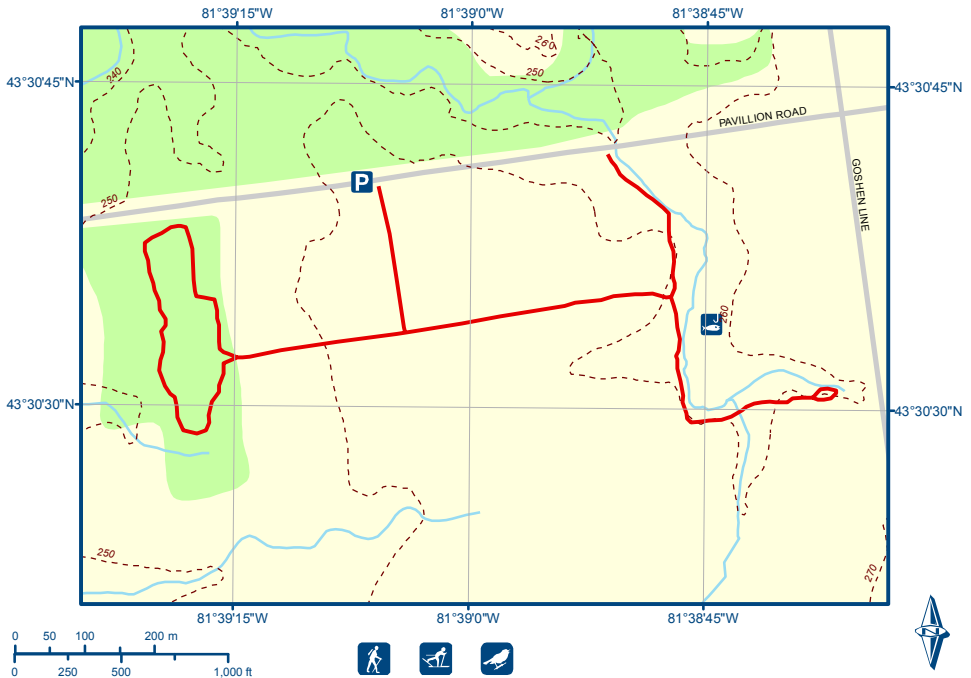 81°39'15"W 81°39'0"W 81°38'45"W
260
240
250
43°30'45"N
43°30'45"N
PAVILLION ROAD
P
GOSHEN LINE
250
260
43°30'30"N
43°30'30"N
250
270
81°39'15"W 81°39'0"W 81°38'45"W
0 50 100 200 m
0 250 500 1,000 ft
N